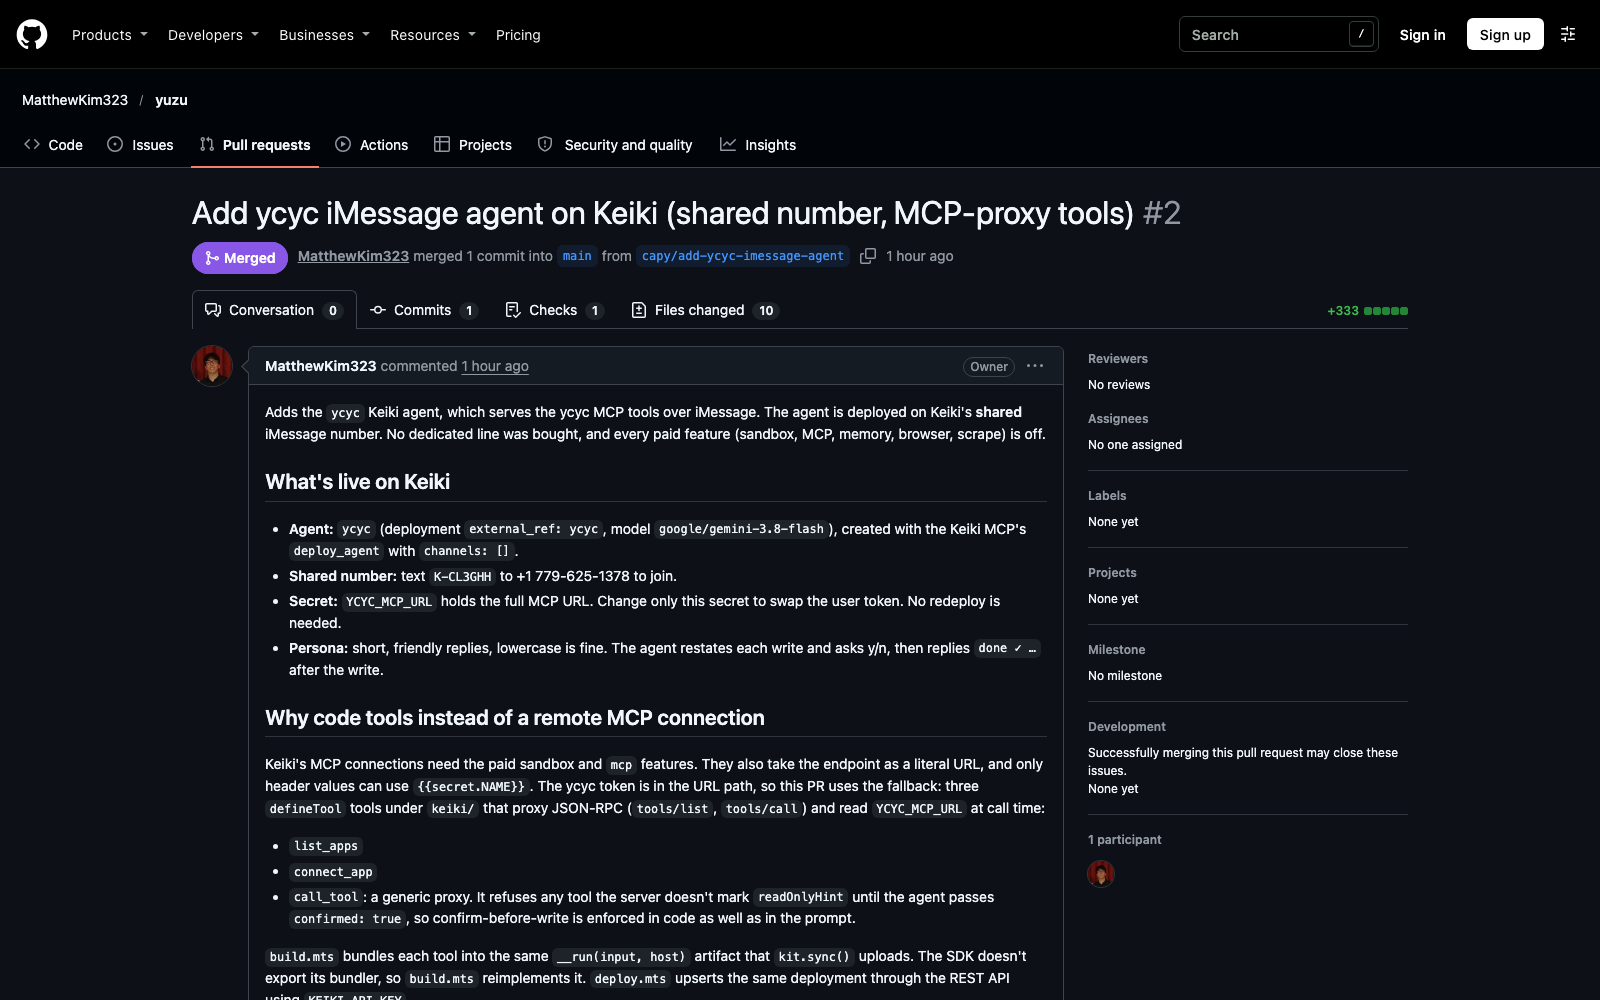 Products Developers Businesses Resources Pricing Search / Sign in Sign up
MatthewKim323 / yuzu
Code Issues Pull requests Actions Projects Security and quality Insights
Add ycyc iMessage agent on Keiki (shared number, MCP-proxy tools) #2
Merged MatthewKim323 merged 1 commit into main from capy/add-ycyc-imessage-agent 1 hour ago
Conversation 0 Commits 1 Checks 1 Files changed 10 +333
MatthewKim323 commented 1 hour ago Owner
Adds the ycyc Keiki agent, which serves the ycyc MCP tools over iMessage. The agent is deployed on Keiki's shared
iMessage number. No dedicated line was bought, and every paid feature (sandbox, MCP, memory, browser, scrape) is off.
What's live on Keiki
Agent: ycyc (deployment external_ref: ycyc, model google/gemini-3.8-flash), created with the Keiki MCP's
deploy_agent with channels: [].
Shared number: text K-CL3GHH to +1 779-625-1378 to join.
Secret: YCYC_MCP_URL holds the full MCP URL. Change only this secret to swap the user token. No redeploy is
needed.
Persona: short, friendly replies, lowercase is fine. The agent restates each write and asks y/n, then replies done ✓ …
after the write.
Why code tools instead of a remote MCP connection
Keiki's MCP connections need the paid sandbox and mcp features. They also take the endpoint as a literal URL, and only
header values can use {{secret.NAME}}. The ycyc token is in the URL path, so this PR uses the fallback: three
defineTool tools under keiki/ that proxy JSON-RPC (tools/list, tools/call) and read YCYC_MCP_URL at call time:
list_apps
connect_app
call_tool: a generic proxy. It refuses any tool the server doesn't mark readOnlyHint until the agent passes
confirmed: true, so confirm-before-write is enforced in code as well as in the prompt.
build.mts bundles each tool into the same __run(input, host) artifact that kit.sync() uploads. The SDK doesn't
export its bundler, so build.mts reimplements it. deploy.mts upserts the same deployment through the REST API
using KEIKI_API_KEY
Reviewers
No reviews
Assignees
No one assigned
Labels
None yet
Projects
None yet
Milestone
No milestone
Development
Successfully merging this pull request may close these
issues.
None yet
1 participant